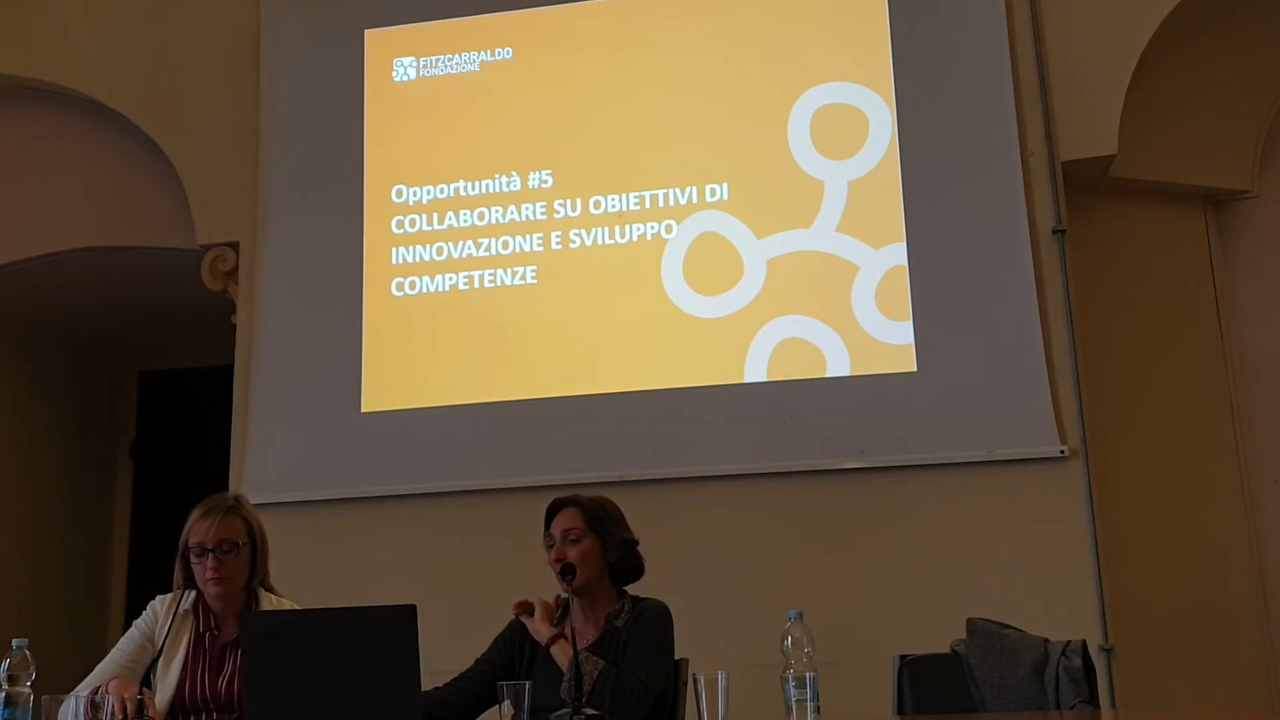 FITZCARRALDO
FONDAZIONE
Opportunità #5
COLLABORARE SU OBIETTIVI DI
INNOVAZIONE E SVILUPPO
COMPETENZE